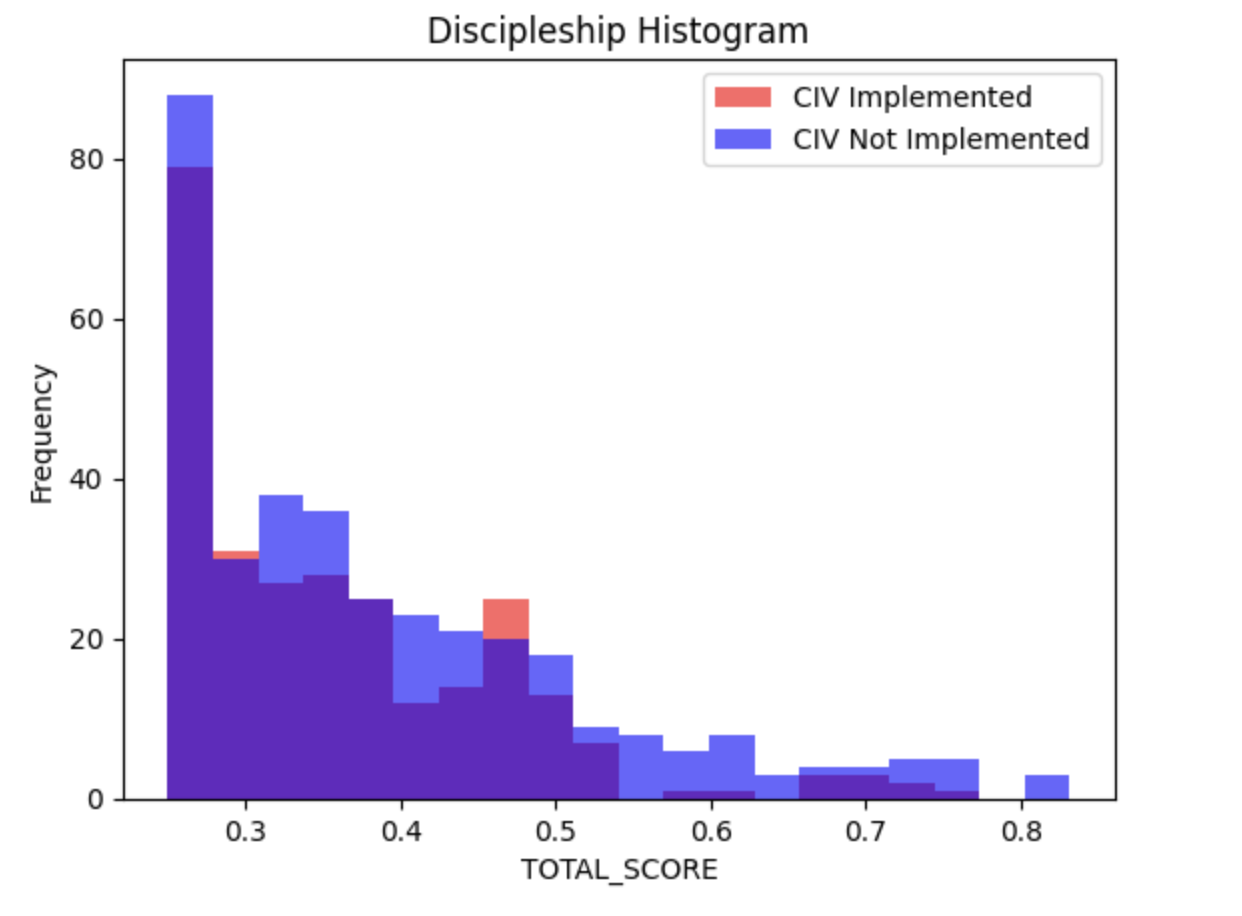 Discipleship Histogram
CIV Implemented
CIV Not Implemented
80
60
40
20
0
Frequency
0.3 0.4 0.5 0.6 0.7 0.8
TOTAL_SCORE